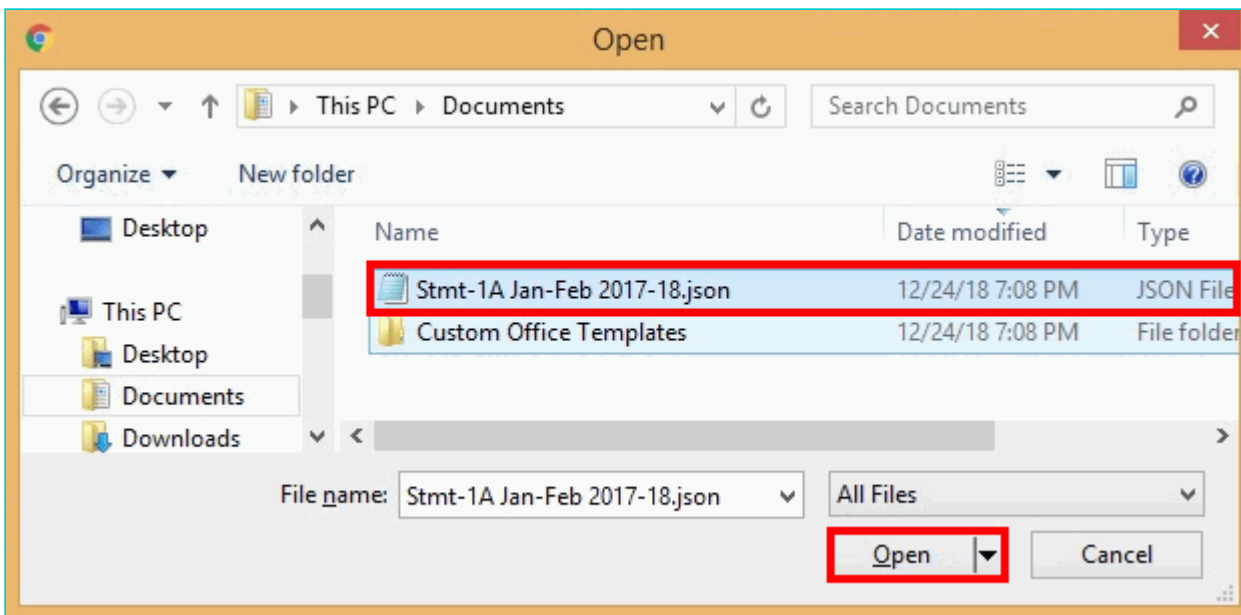 Open
This PC Documents Search Documents
Organize New folder
Desktop Name Date modified Type
Stmt-1A Jan-Feb 2017-18.json 12/24/18 7:08 PM JSON File
This PC Custom Office Templates 12/24/18 7:08 PM File folder
Desktop
Documents
Downloads
File name: Stmt-1A Jan-Feb 2017-18.json All Files
Open Cancel